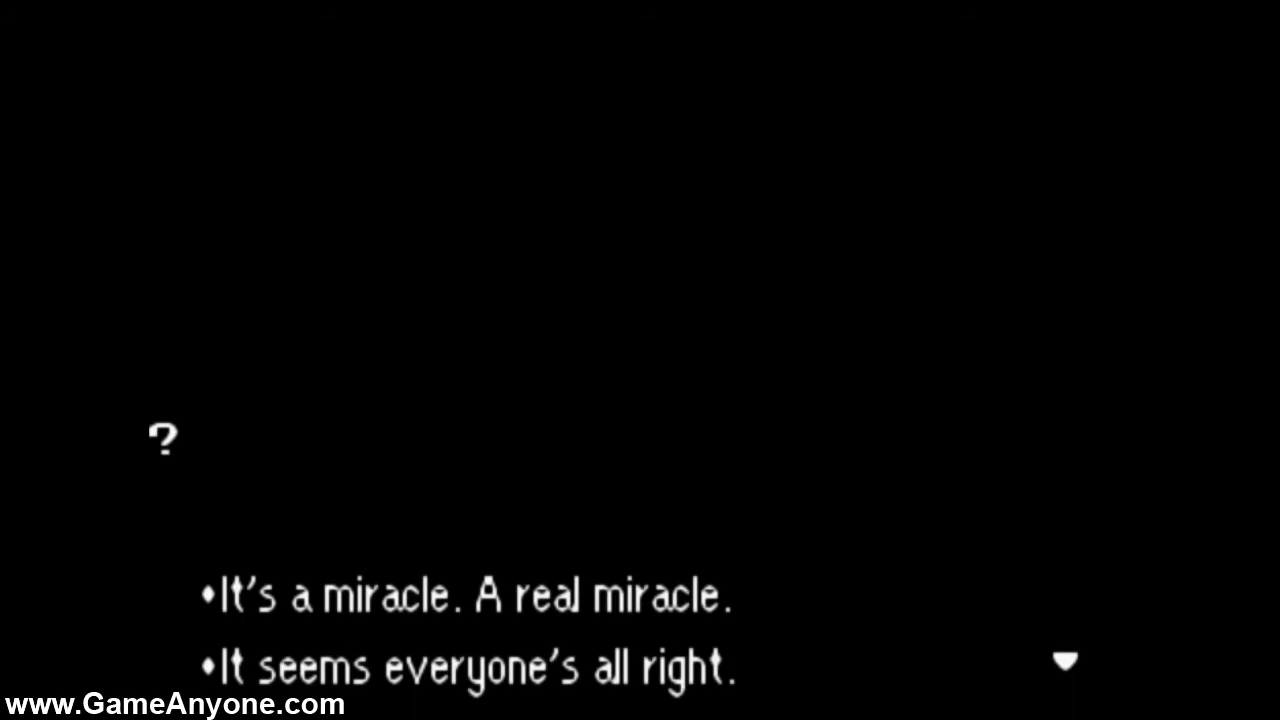 ?
•It's a miracle. A real miracle.
•It seems everyone's all right.
www.GameAnyone.com